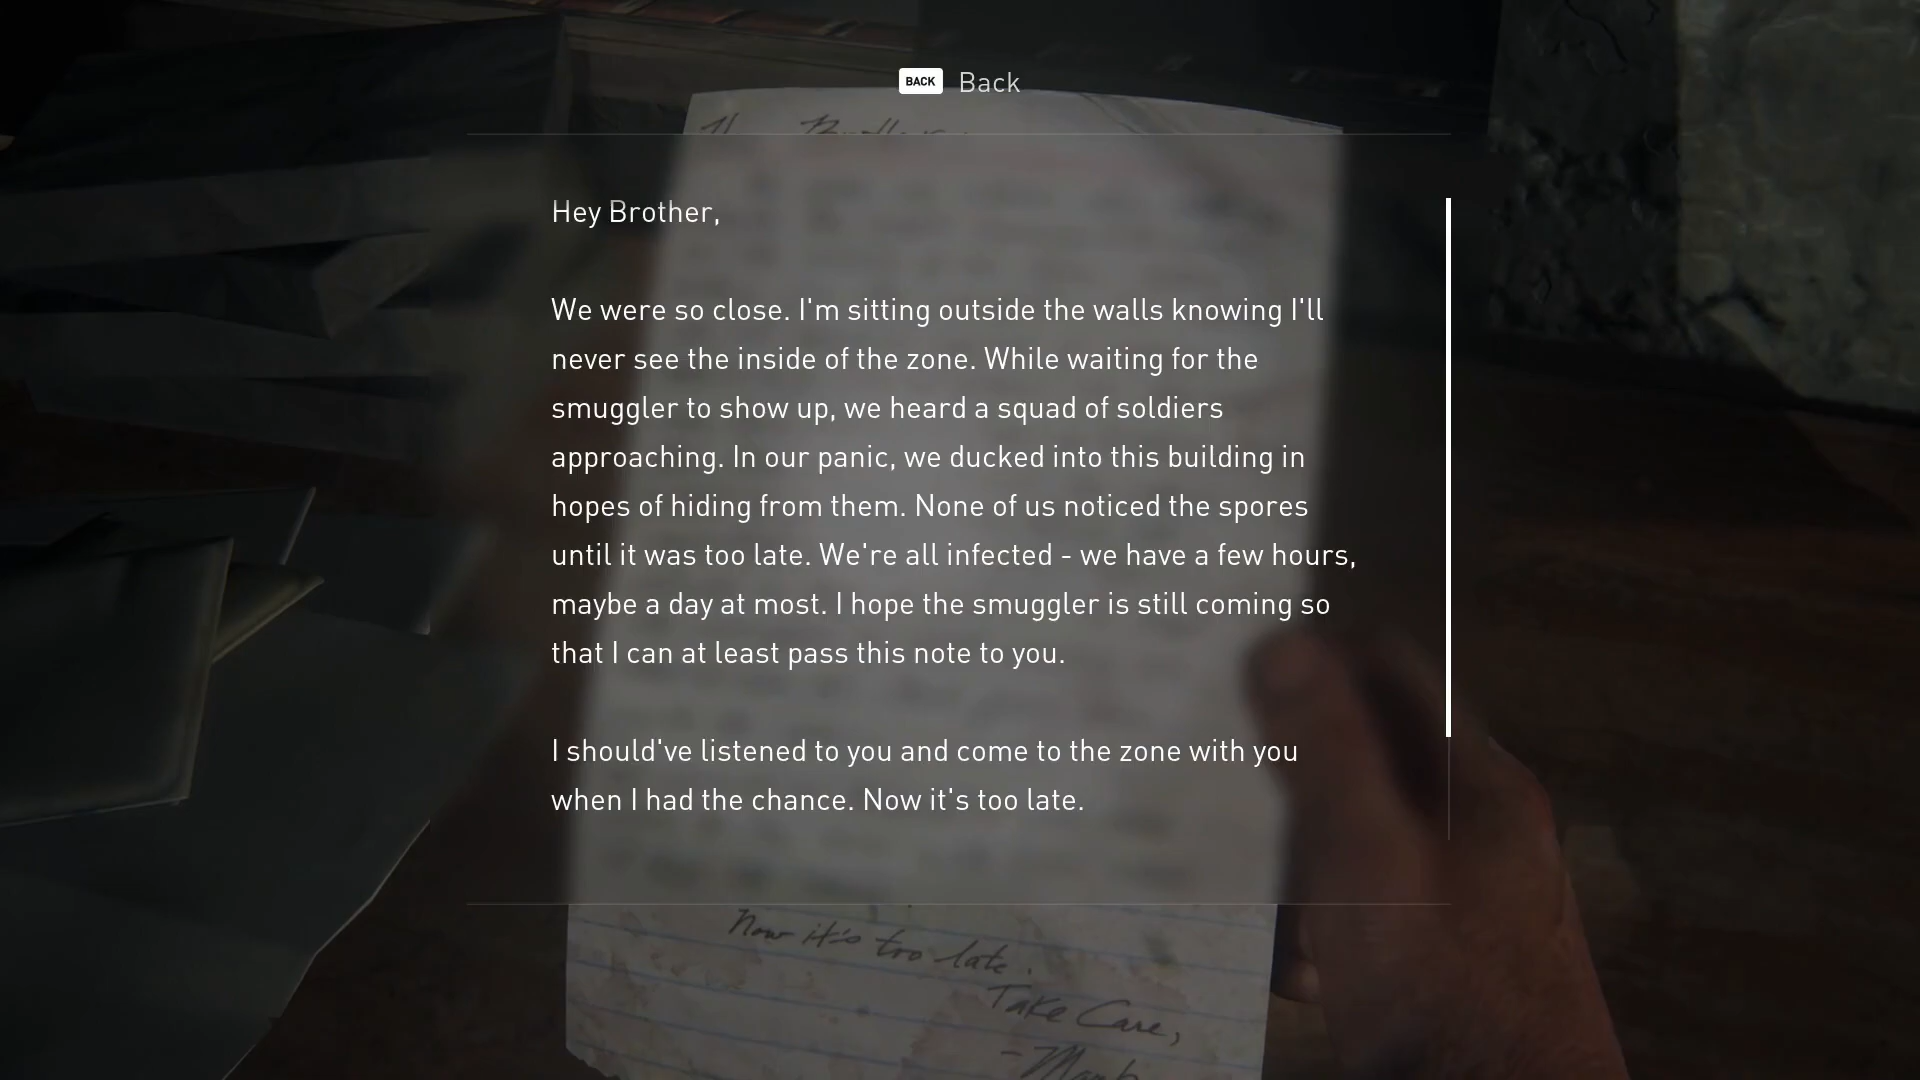 BACK Back
Hey Brother,
We were so close. I'm sitting outside the walls knowing I'll
never see the inside of the zone. While waiting for the
smuggler to show up, we heard a squad of soldiers
approaching. In our panic, we ducked into this building in
hopes of hiding from them. None of us noticed the spores
until it was too late. We're all infected - we have a few hours,
maybe a day at most. I hope the smuggler is still coming so
that I can at least pass this note to you.
I should've listened to you and come to the zone with you
when I had the chance. Now it's too late.
Now it's too late.
Take Care,